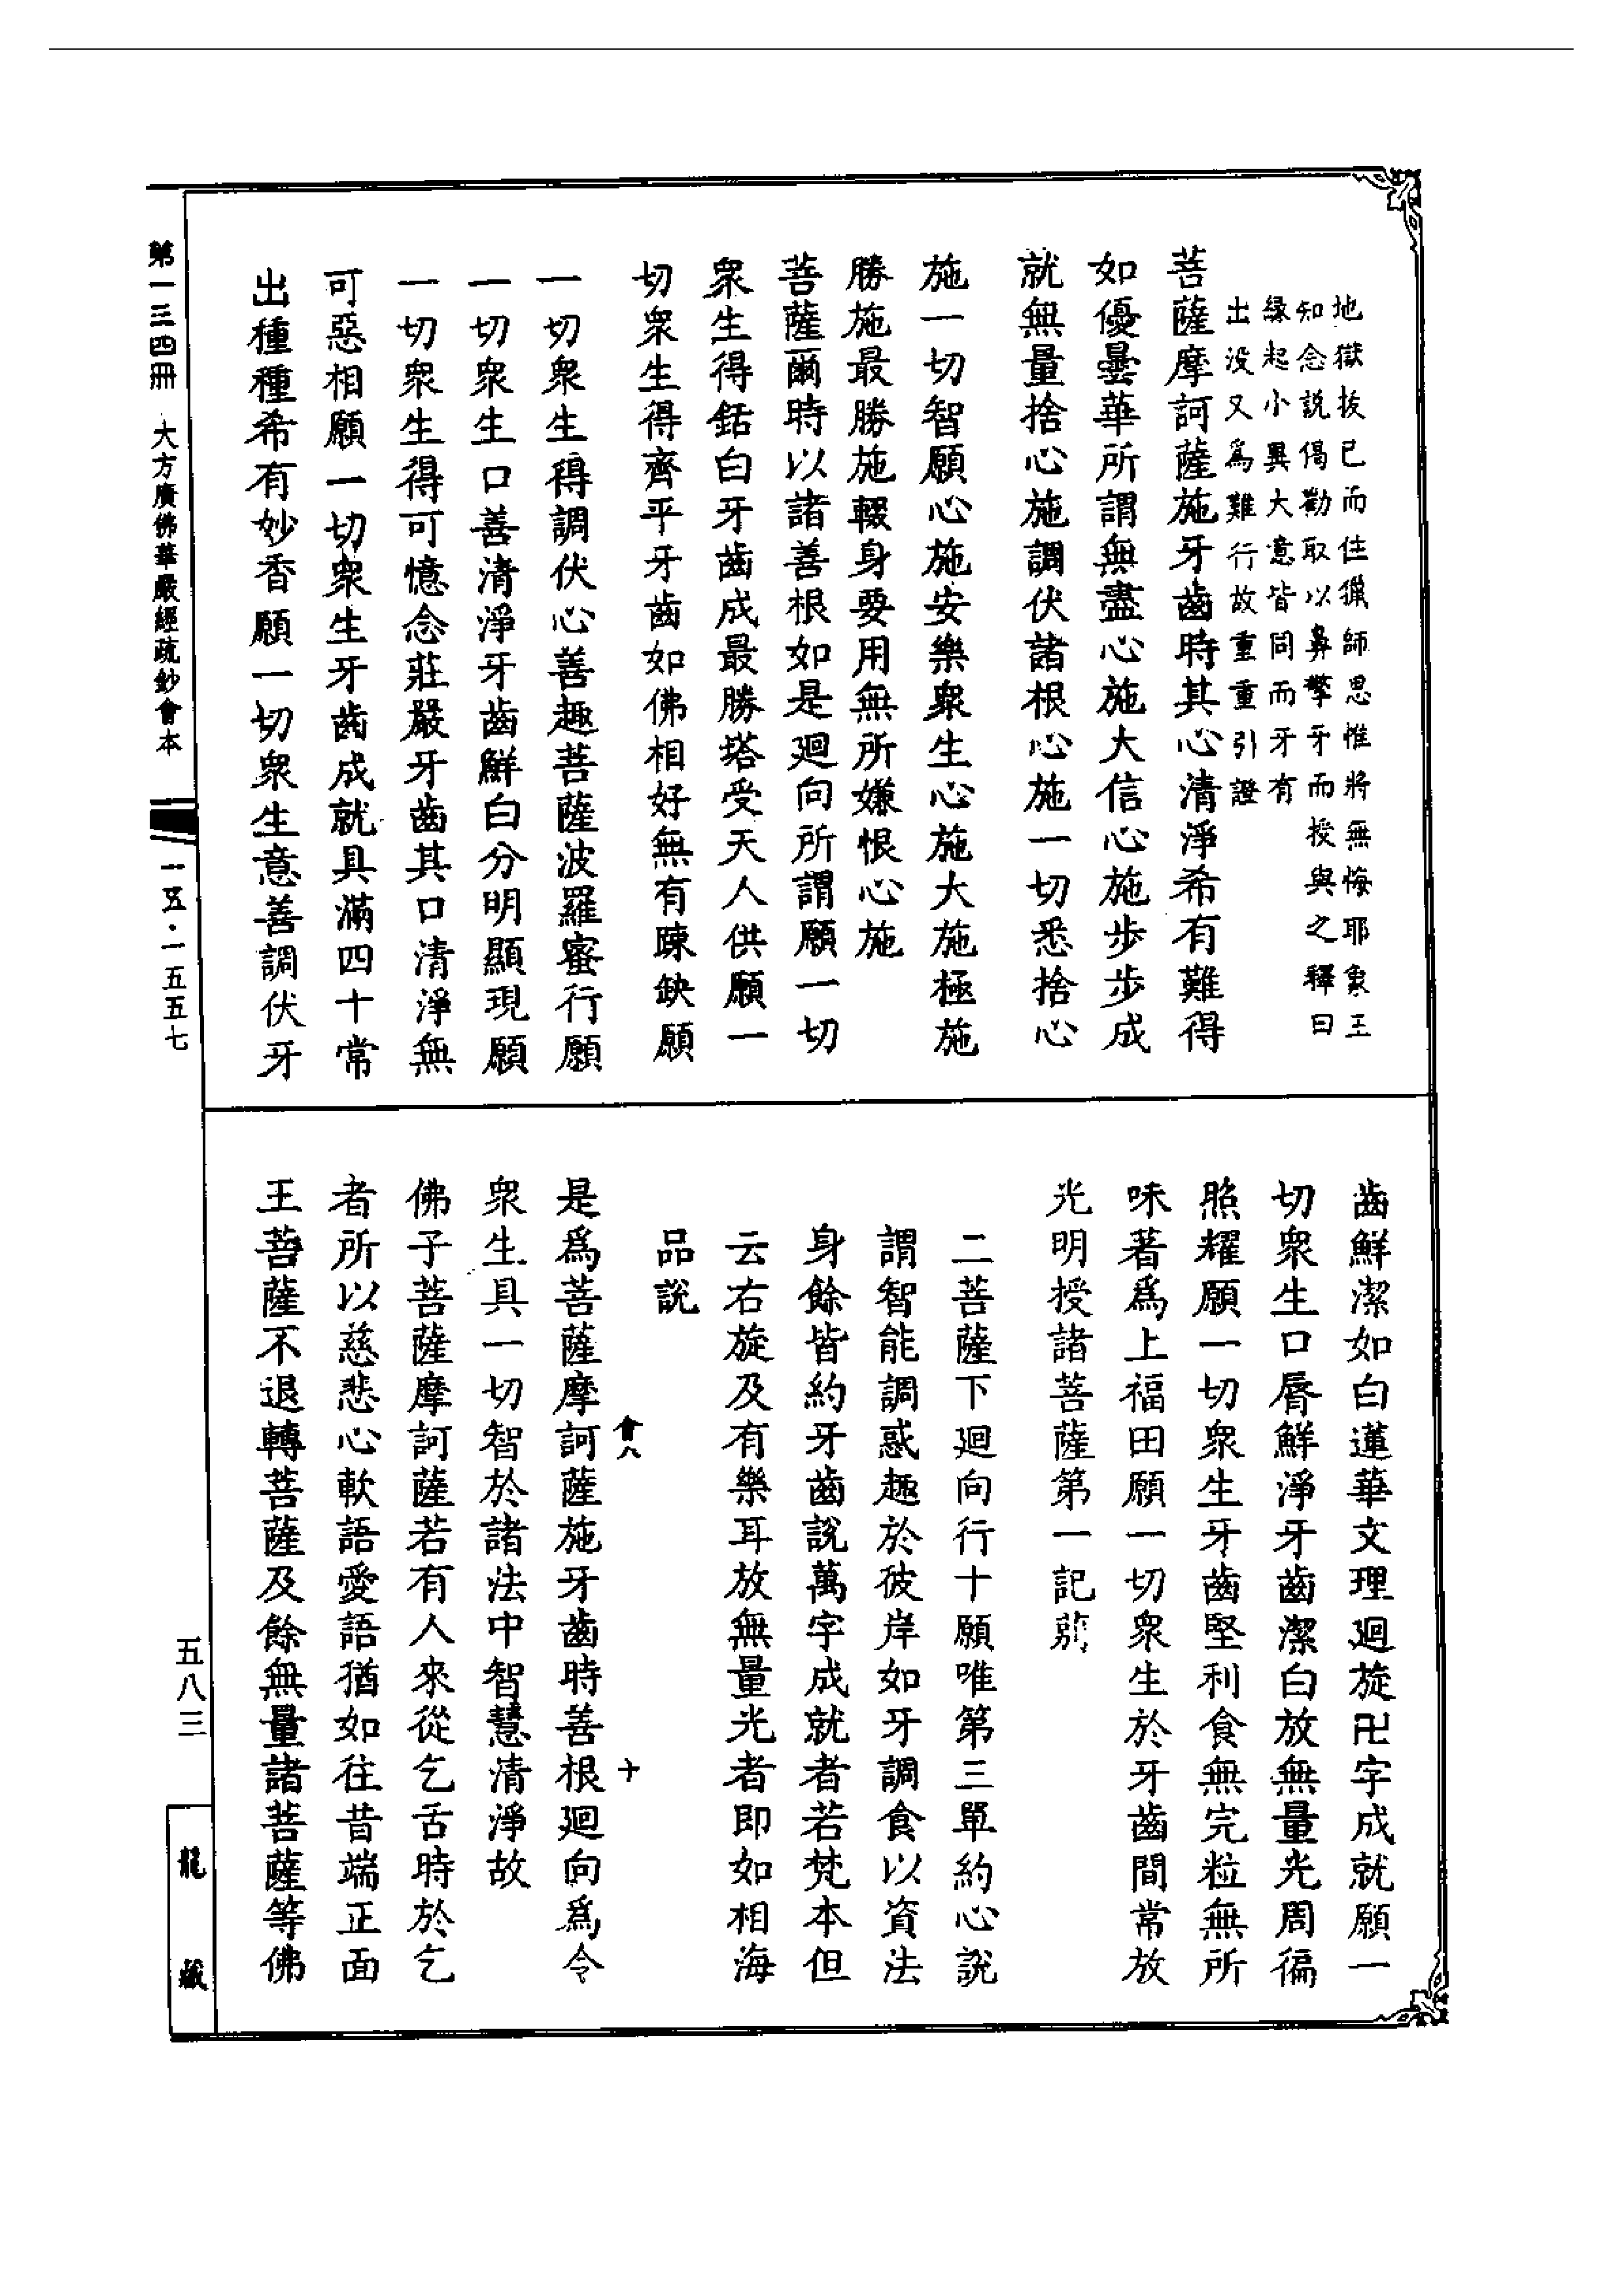 地獄拔已而住獵師思惟將無悔耶象王
知念説偈勸取以鼻擎牙而授與之釋曰
縁起小異大意皆同而牙有
出没又爲難行故重重引證
菩薩摩訶薩施牙齒時其心清淨希有難得
如優曇華所謂無盡心施大信心施步步成
就無量捨心施調伏諸根心施一切悉捨心
施一切智願心施安樂衆生心施大施極施
勝施最勝施輟身要用無所嫌恨心施
菩薩爾時以諸善根如是廻向所謂願一切
衆生得銛白牙齒成最勝塔受天人供願一
切衆生得齊平牙齒如佛相好無有踈缺願
一切衆生得調伏心善趣菩薩波羅蜜行願
一切衆生口善清淨牙齒鮮白分明顯現願
一切衆生得可憶念莊嚴牙齒其口清淨無
可惡相願一切衆生牙齒成就具滿四十常
出種種希有妙香願一切衆生意善調伏牙
齒鮮潔如白蓮華文理廻旋卍字成就願一
切衆生口脣鮮淨牙齒潔白放無量光周徧
照耀願一切衆生牙齒堅利食無完粒無所
味著爲上福田願一切衆生於牙齒間常放
光明授諸菩薩第一記莂
二菩薩下廻向行十願唯第三單約心説
謂智能調惑趣於彼岸如牙調食以資法
身餘皆約牙齒説萬字成就者若梵本但
云右旋及有樂耳放無量光者即如相海
品説
會八
十
是爲菩薩摩訶薩施牙齒時善根廻向爲令
衆生具一切智於諸法中智慧清淨故
佛子菩薩摩訶薩若有人來從乞舌時於乞
者所以慈悲心軟語愛語猶如往昔端正面
王菩薩不退轉菩薩及餘無量諸菩薩等佛
第一三四冊 大方廣佛華嚴經疏鈔會本
一五·一五五七
五八三
龍藏